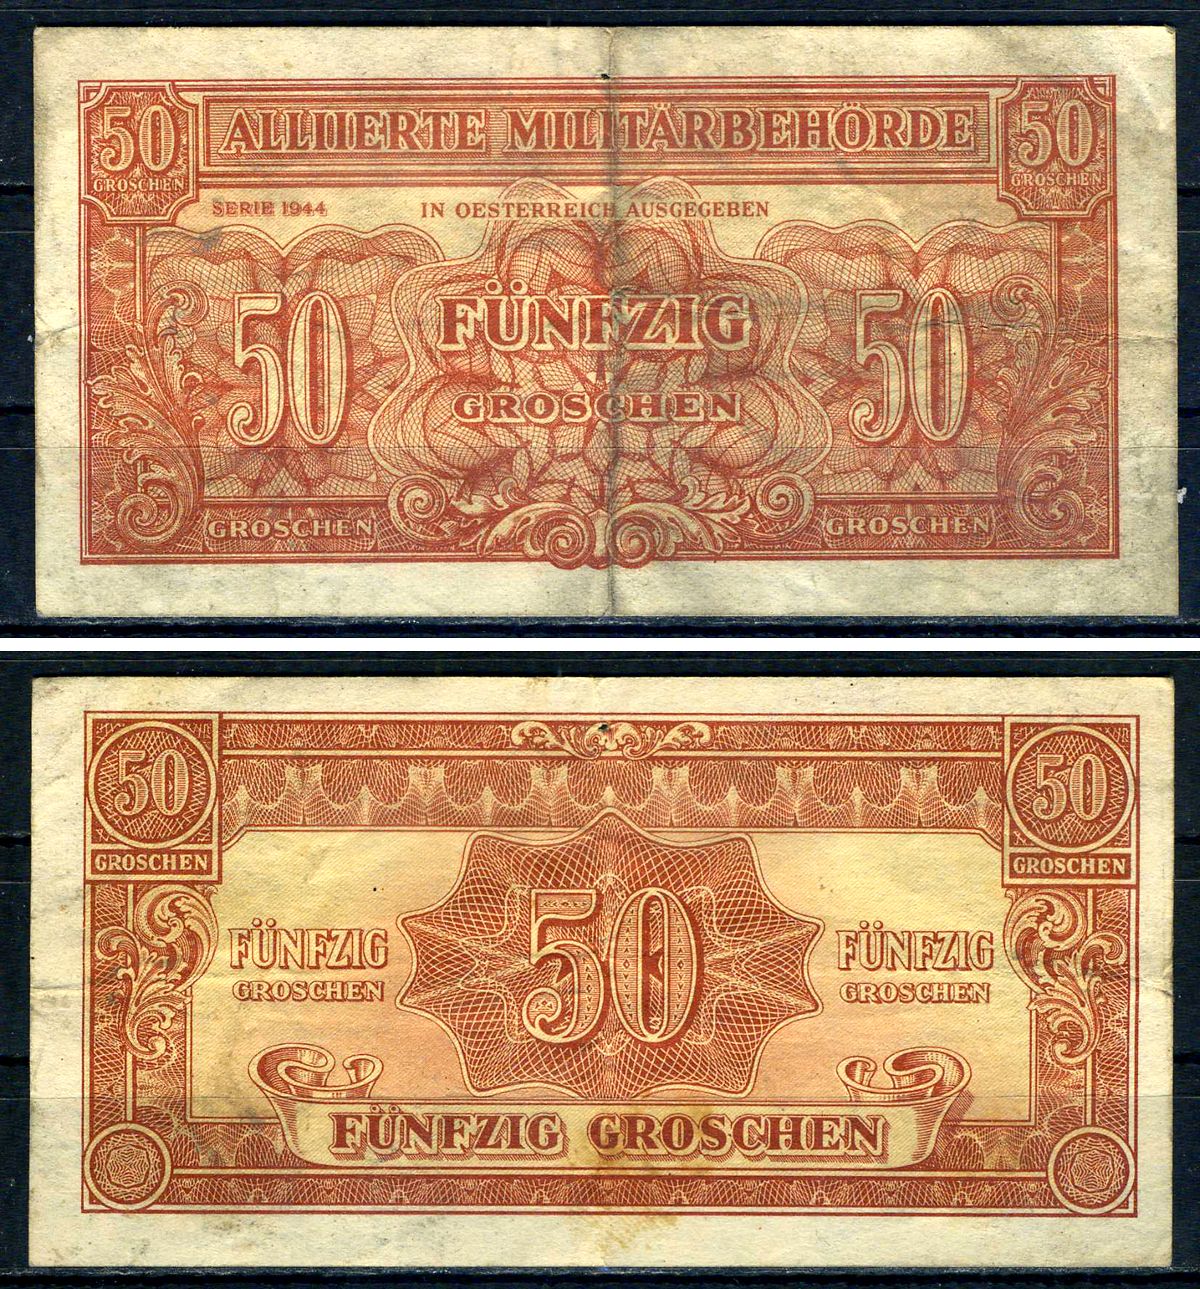 50 ALLIIERTE MILITÄRBEHÖRDE 50
GROSCHEN GROSCHEN
SERIE 1944 IN OESTERREICH AUSGEGEBEN
50 FÜNFZIG 50
GROSCHEN
GROSCHEN GROSCHEN
50 50
GROSCHEN GROSCHEN
FÜNFZIG 50 FÜNFZIG
GROSCHEN GROSCHEN
FÜNFZIG GROSCHEN